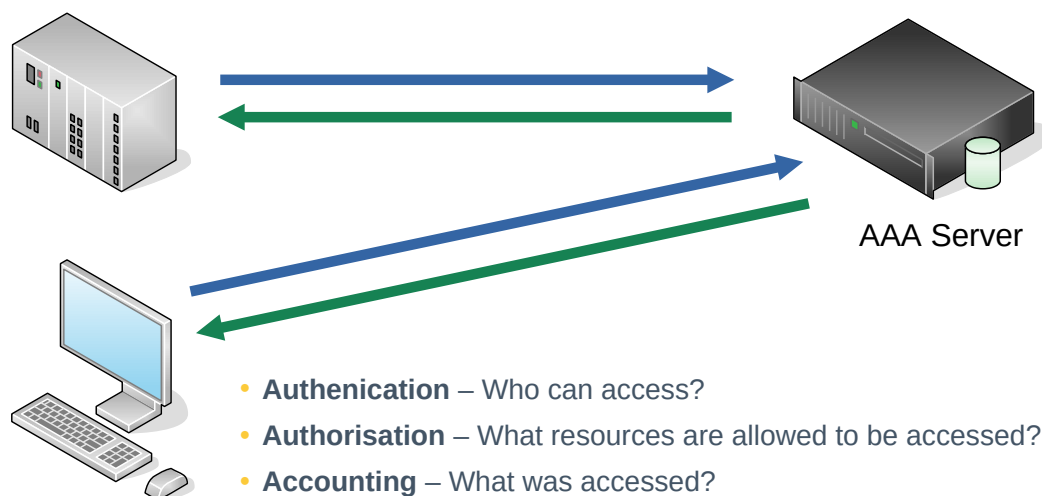 AAA Server
• Authenication – Who can access?
• Authorisation – What resources are allowed to be accessed?
• Accounting – What was accessed?